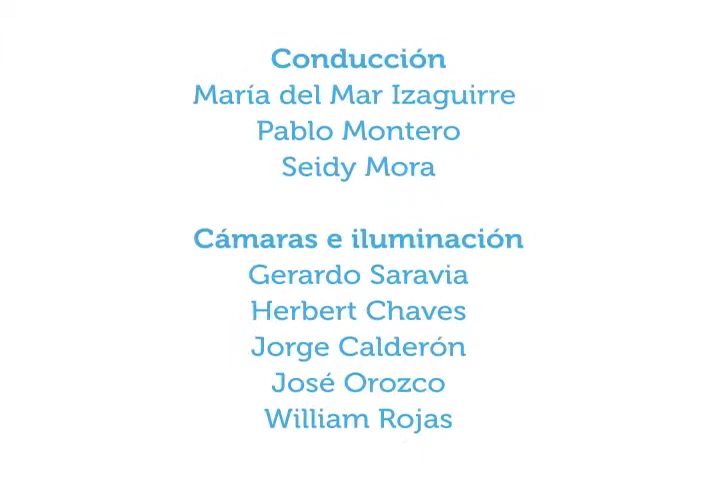 Conducción
María del Mar Izaguirre
Pablo Montero
Seidy Mora
Cámaras e iluminación
Gerardo Saravia
Herbert Chaves
Jorge Calderón
José Orozco
William Rojas